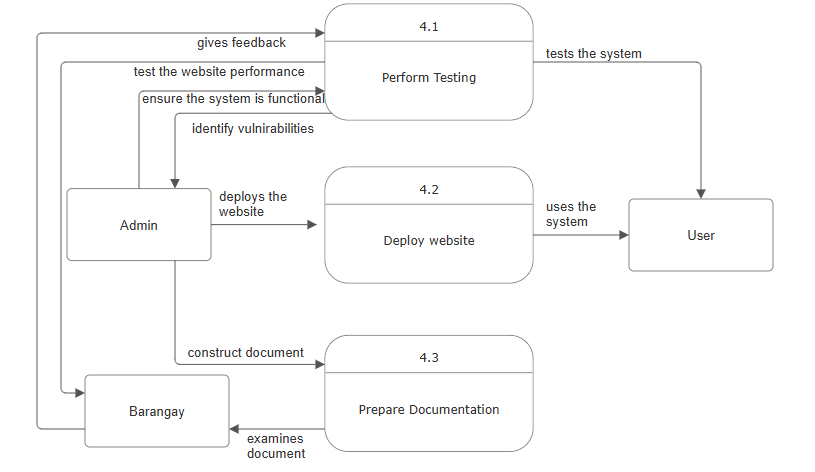 4.1
gives feedback
tests the system
test the website performance
Perform Testing
ensure the system is functional
identify vulnirabilities
4.2
deploys the
website
Admin
uses the
system
Deploy website
User
construct document
4.3
Barangay
Prepare Documentation
examines
document